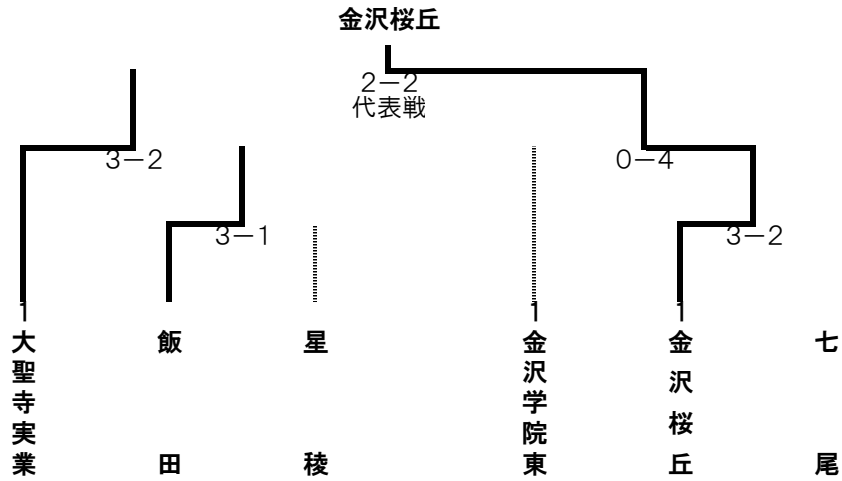 金沢桜丘
2－2
代表戦
3－2
0－4
3－1
3－2
1
1
1
大聖寺実業
飯田
星稜
金沢学院東
金沢桜丘
七尾